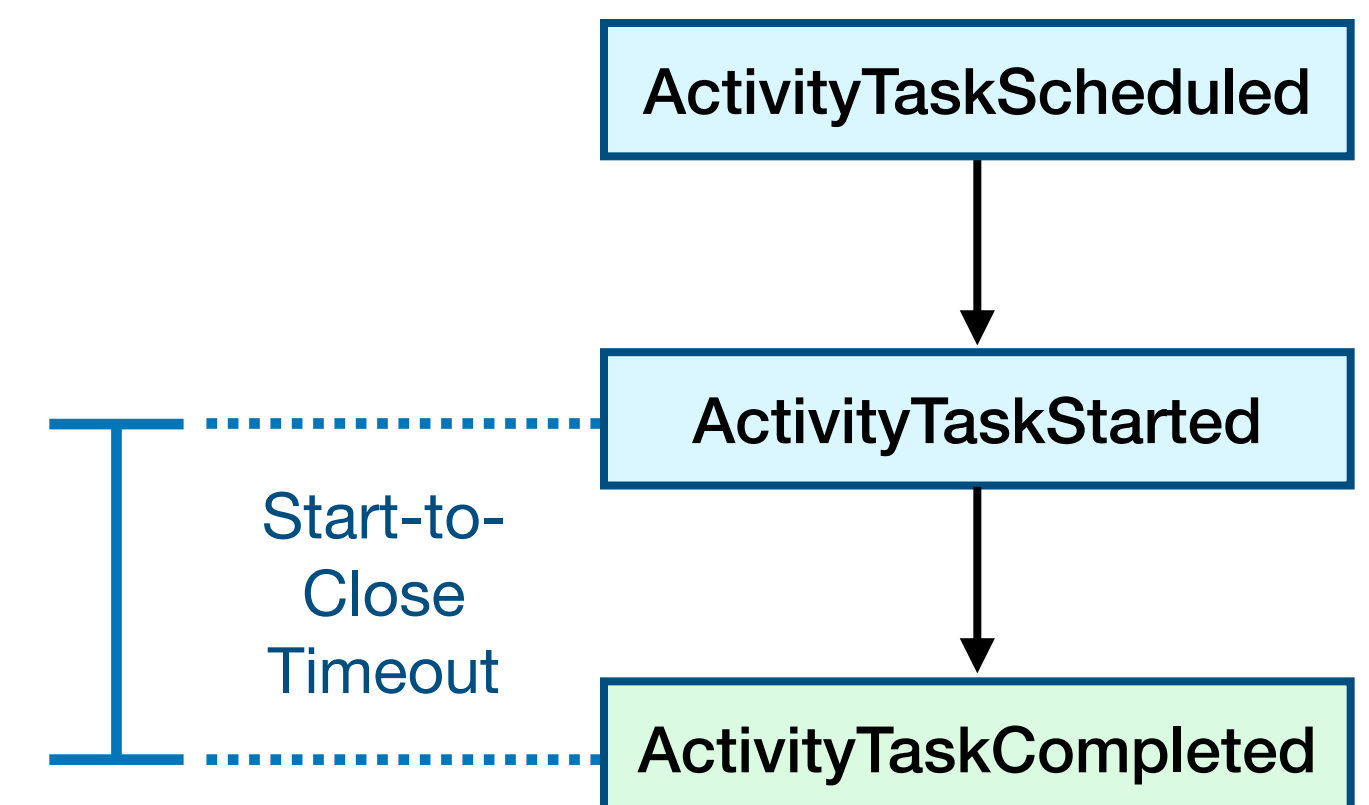 ActivityTaskScheduled
ActivityTaskStarted
Start-to-
Close
Timeout
ActivityTaskCompleted